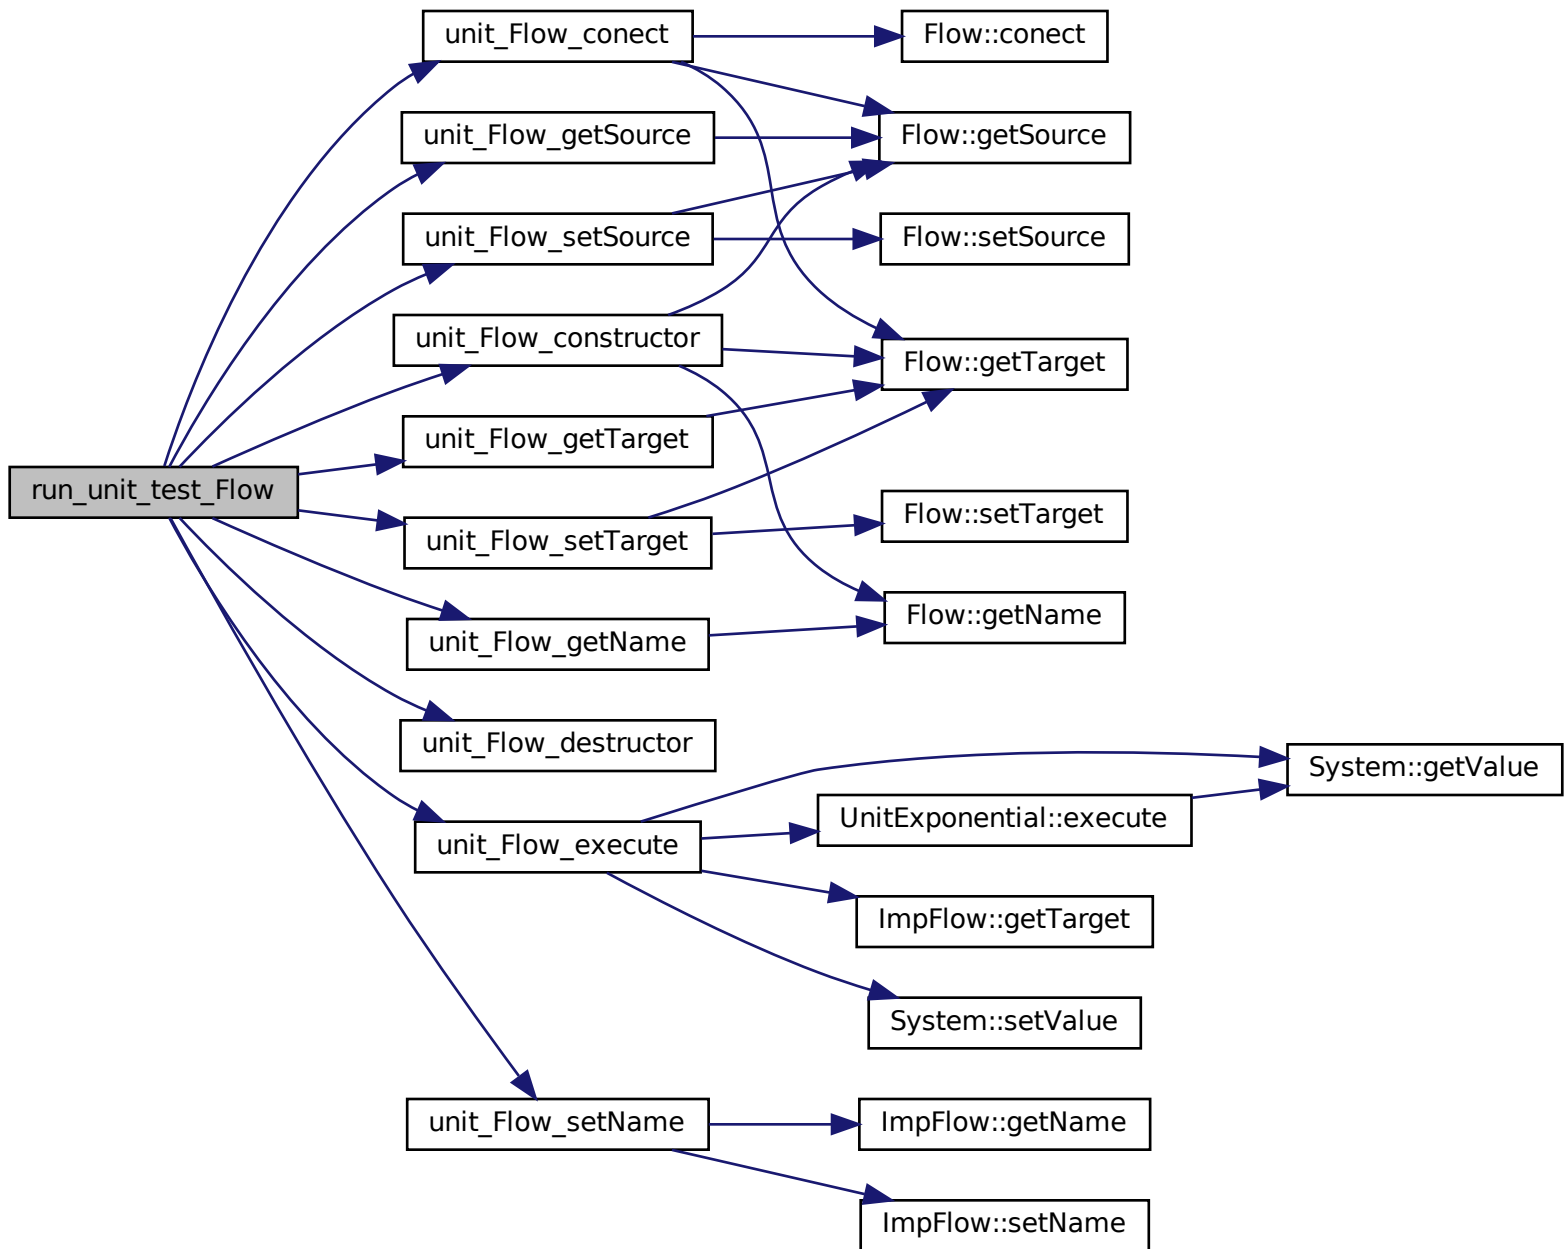 unit_Flow_conect
Flow::conect
unit_Flow_getSource
Flow::getSource
unit_Flow_setSource
Flow::setSource
unit_Flow_constructor
Flow::getTarget
unit_Flow_getTarget
run_unit_test_Flow
unit_Flow_setTarget
Flow::setTarget
unit_Flow_getName
Flow::getName
unit_Flow_destructor
System::getValue
unit_Flow_execute
UnitExponential::execute
ImpFlow::getTarget
System::setValue
unit_Flow_setName
ImpFlow::getName
ImpFlow::setName